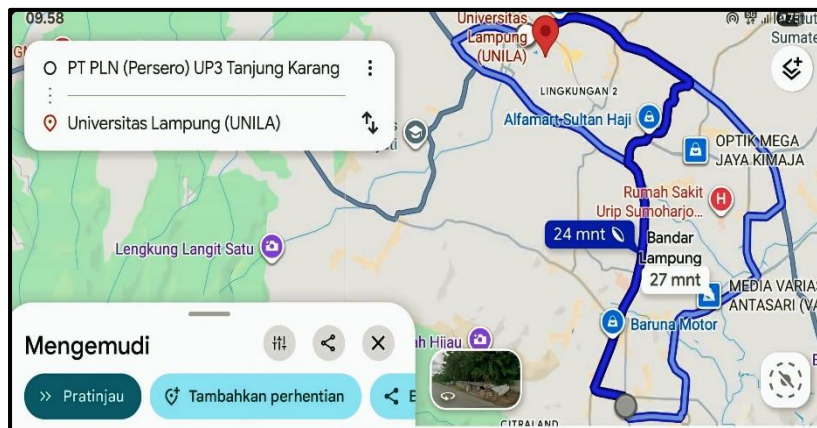 09.58
Universitas
Lampung
(UNILA)
PT PLN (Persero) UP3 Tanjung Karang
Universitas Lampung (UNILA)
LINGKUNGAN 2
Alfamart Sultan Haji
OPTIK MEGA
JAYA KIMAJA
Rumah Sakit
Urip Sumoharjo...
Lengkung Langit Satu
24 mnt
Bandar
Lampung
27 mnt
MEDIA VARIAS
ANTASARI (VA
Baruna Motor
Mengemudi
Hijau
Pratinjau
Tambahkan perhentian
CITRALAND